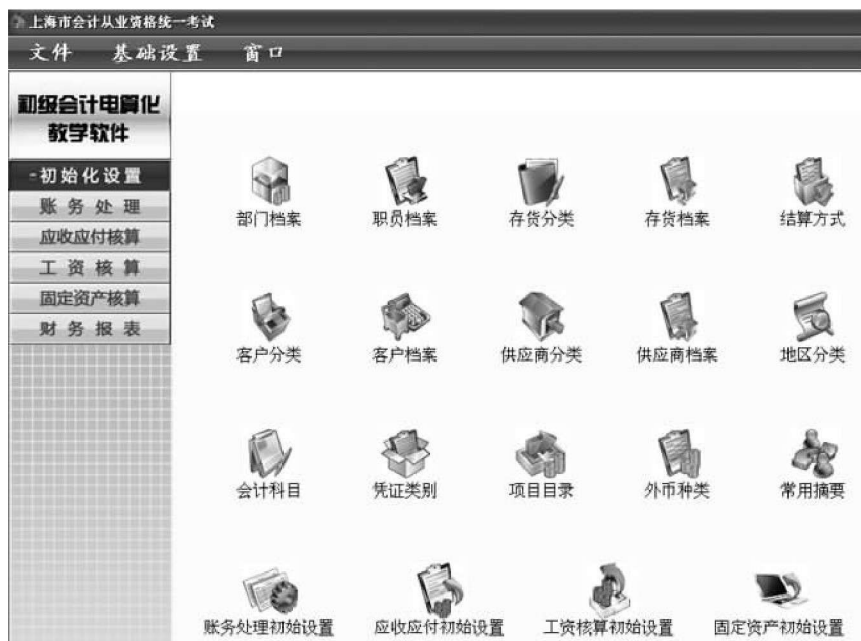 上海市会计从业资格统一考试
文件 基础设置 窗口
初级会计电算化
教学软件
-初始化设置
账务处理
应收应付核算
工资核算
固定资产核算
财务报表
部门档案 职员档案 存货分类 存货档案 结算方式
客户分类 客户档案 供应商分类 供应商档案 地区分类
会计科目 凭证类别 项目目录 外币种类 常用摘要
账务处理初始设置 应收应付初始设置 工资核算初始设置 固定资产初始设置